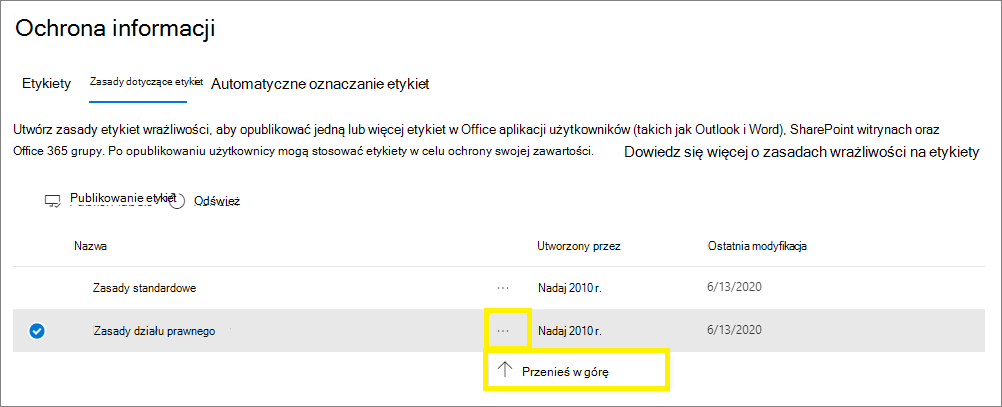 Ochrona informacji
Etykiety Zasady dotyczące etykiet Automatyczne oznaczanie etykiet
Utwórz zasady etykiet wrażliwości, aby opublikować jedną lub więcej etykiet w Office aplikacji użytkowników (takich jak Outlook i Word), SharePoint witrynach oraz
Office 365 grupy. Po opublikowaniu użytkownicy mogą stosować etykiety w celu ochrony swojej zawartości. Dowiedz się więcej o zasadach wrażliwości na etykiety
Publikowanie etykiet Odśwież
Nazwa Utworzony przez Ostatnia modyfikacja
Zasady standardowe ... Nadaj 2010 r. 6/13/2020
Zasady działu prawnego ... Nadaj 2010 r. 6/13/2020
Przenieś w górę